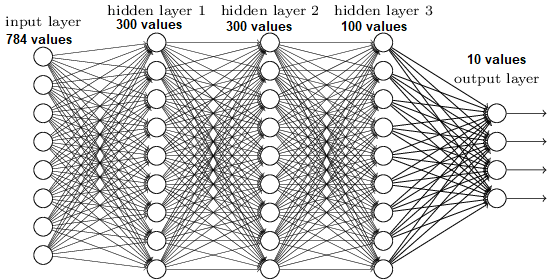 input layer
784 values
hidden layer 1
300 values
hidden layer 2
300 values
hidden layer 3
100 values
10 values
output layer